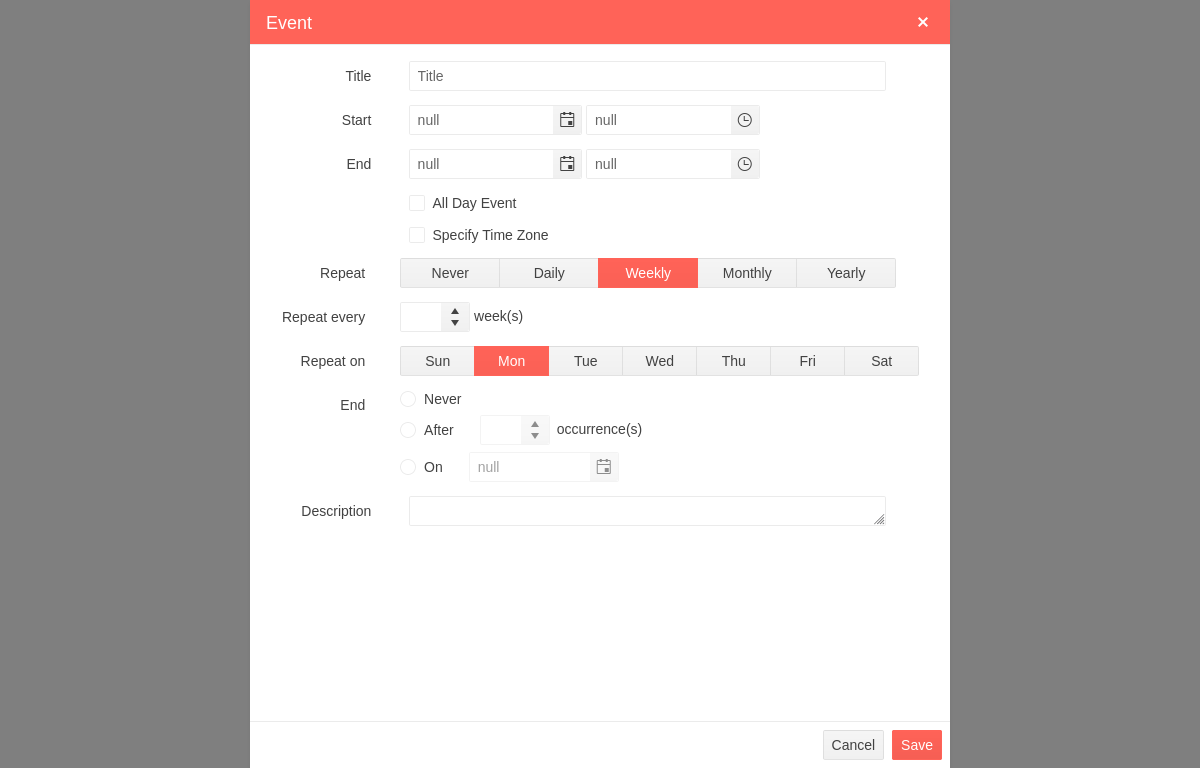 Event
Title Title
Start null null
End null null
All Day Event
Specify Time Zone
Repeat Never Daily Weekly Monthly Yearly
Repeat every week(s)
Repeat on Sun Mon Tue Wed Thu Fri Sat
End Never
After occurrence(s)
On null
Description
Cancel Save